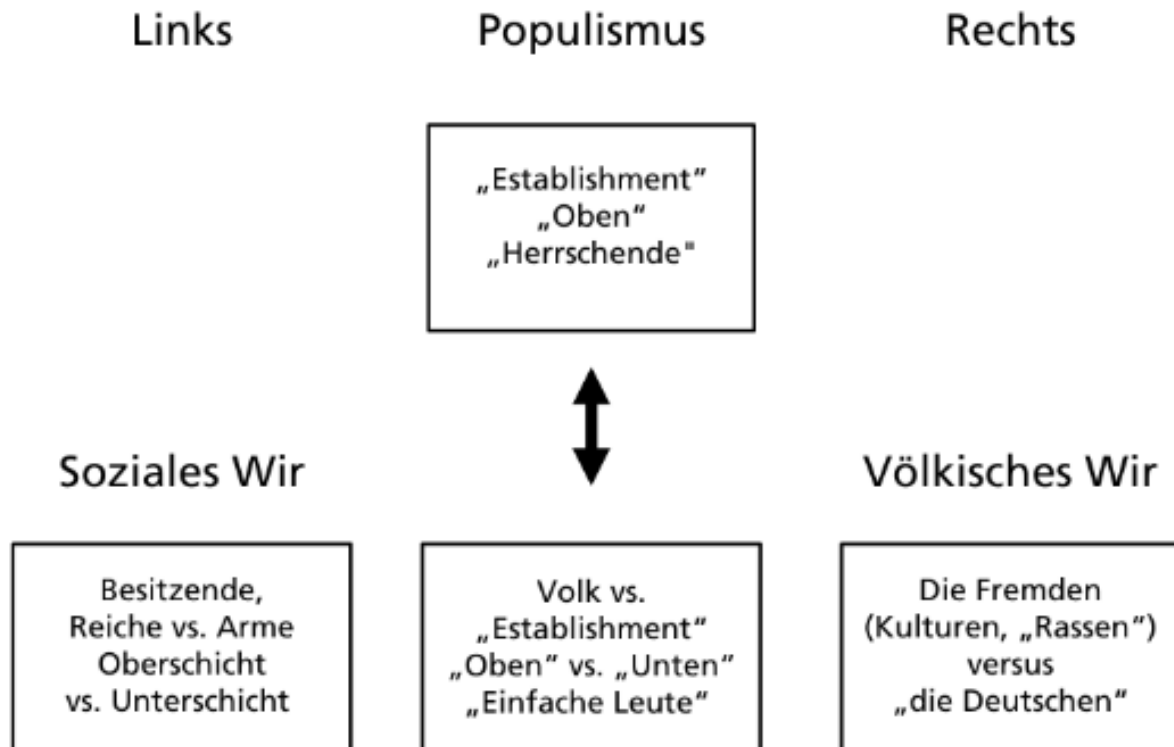 Links
Populismus
Rechts
„Establishment”
„Oben“
„Herrschende"
Soziales Wir
Völkisches Wir
Besitzende,
Reiche vs. Arme
Oberschicht
vs. Unterschicht
Volk vs.
„Establishment”
„Oben” vs. „Unten”
„Einfache Leute”
Die Fremden
(Kulturen, „Rassen”)
versus
„die Deutschen”